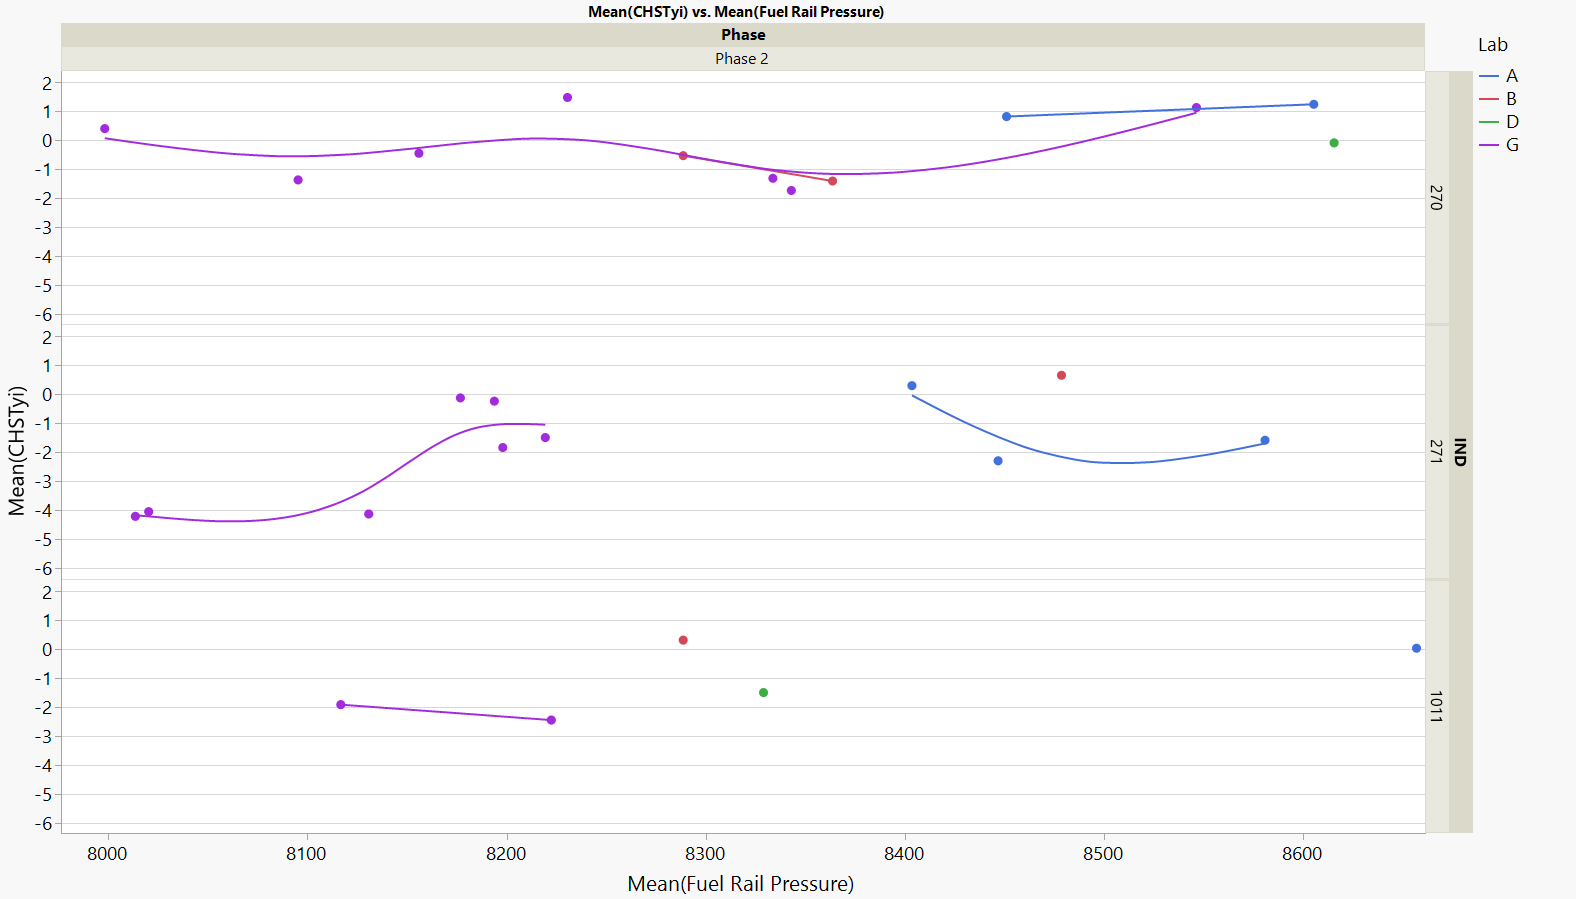 Mean(CHSTyi) vs. Mean(Fuel Rail Pressure)
Phase
Phase 2
Lab
A
B
D
G
Mean(CHSTyi)
2
1
0
-1
-2
-3
-4
-5
-6
270
2
1
0
-1
-2
-3
-4
-5
-6
271
IND
2
1
0
-1
-2
-3
-4
-5
-6
1011
8000 8100 8200 8300 8400 8500 8600
Mean(Fuel Rail Pressure)